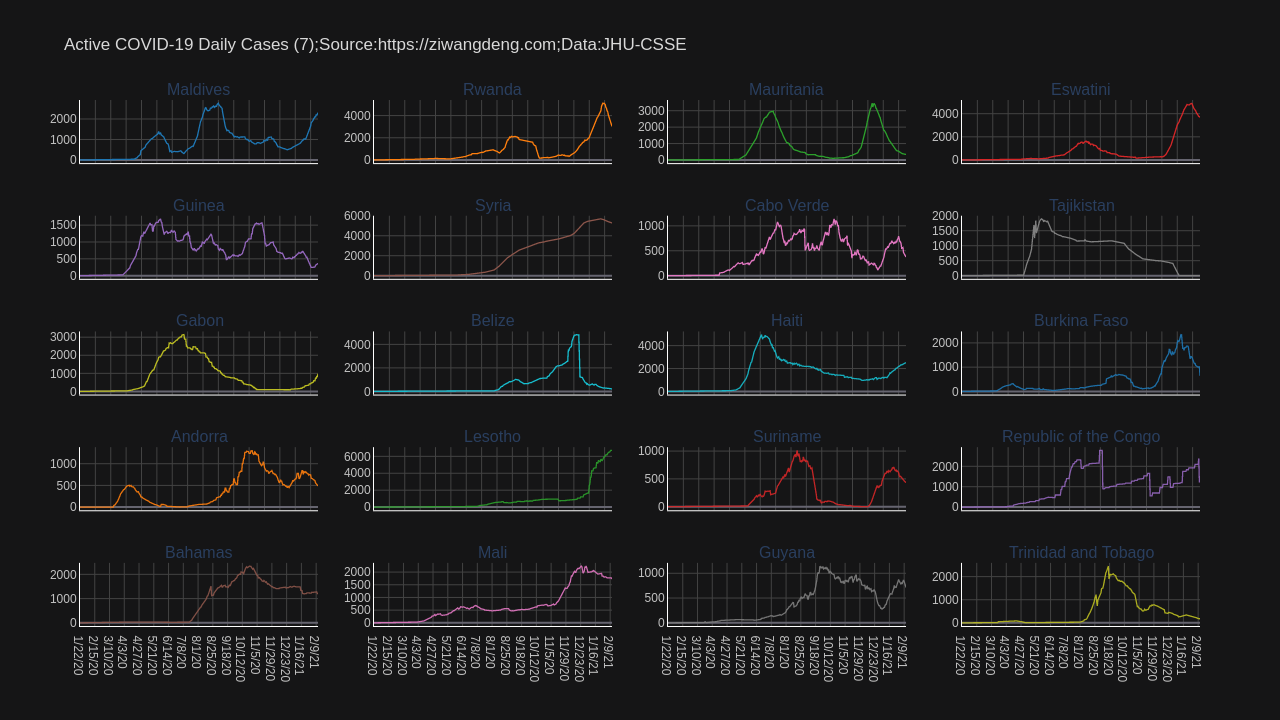 Active COVID-19 Daily Cases (7);Source:https://ziwangdeng.com;Data:JHU-CSSE
Maldives Rwanda Mauritania Eswatini
2000 1000 0
4000 2000 0
3000 2000 1000 0
4000 2000 0
Guinea Syria Cabo Verde Tajikistan
1500 1000 500 0
6000 4000 2000 0
1000 500 0
2000 1500 1000 500 0
Gabon Belize Haiti Burkina Faso
3000 2000 1000 0
4000 2000 0
4000 2000 0
2000 1000 0
Andorra Lesotho Suriname Republic of the Congo
1000 500 0
6000 4000 2000 0
1000 500 0
2000 1000 0
Bahamas Mali Guyana Trinidad and Tobago
2000 1000 0
2000 1500 1000 500 0
1000 500 0
2000 1000 0
1/22/20 2/15/20 3/10/20 4/3/20 4/27/20 5/21/20 6/14/20 7/8/20 8/1/20 8/25/20 9/18/20 10/12/20 11/5/20 11/29/20 12/23/20 1/16/21 2/9/21
1/22/20 2/15/20 3/10/20 4/3/20 4/27/20 5/21/20 6/14/20 7/8/20 8/1/20 8/25/20 9/18/20 10/12/20 11/5/20 11/29/20 12/23/20 1/16/21 2/9/21
1/22/20 2/15/20 3/10/20 4/3/20 4/27/20 5/21/20 6/14/20 7/8/20 8/1/20 8/25/20 9/18/20 10/12/20 11/5/20 11/29/20 12/23/20 1/16/21 2/9/21
1/22/20 2/15/20 3/10/20 4/3/20 4/27/20 5/21/20 6/14/20 7/8/20 8/1/20 8/25/20 9/18/20 10/12/20 11/5/20 11/29/20 12/23/20 1/16/21 2/9/21